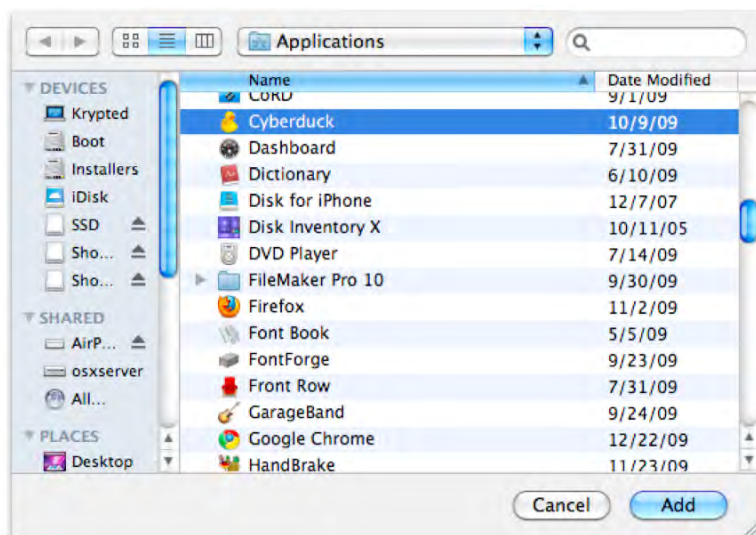 Applications
Name Date Modified
DEVICES
Krypted
Boot
Installers
iDisk
SSD
Sho...
Sho...
SHARED
AirP...
osxserver
All...
PLACES
Desktop
CoRD 9/1/09
Cyberduck 10/9/09
Dashboard 7/31/09
Dictionary 6/10/09
Disk for iPhone 12/7/07
Disk Inventory X 10/11/05
DVD Player 7/14/09
FileMaker Pro 10 9/30/09
Firefox 11/2/09
Font Book 5/5/09
FontForge 9/23/09
Front Row 7/31/09
GarageBand 9/24/09
Google Chrome 12/22/09
HandBrake 11/23/09
Cancel Add